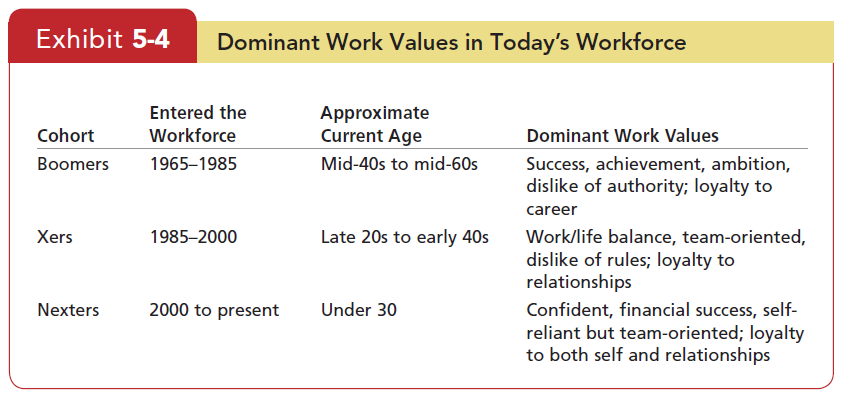 Exhibit 5-4
Dominant Work Values in Today’s Workforce
Cohort
Entered the
Workforce
Approximate
Current Age
Dominant Work Values
Boomers
1965–1985
Mid-40s to mid-60s
Success, achievement, ambition,
dislike of authority; loyalty to
career
Xers
1985–2000
Late 20s to early 40s
Work/life balance, team-oriented,
dislike of rules; loyalty to
relationships
Nexters
2000 to present
Under 30
Confident, financial success, self-
reliant but team-oriented; loyalty
to both self and relationships